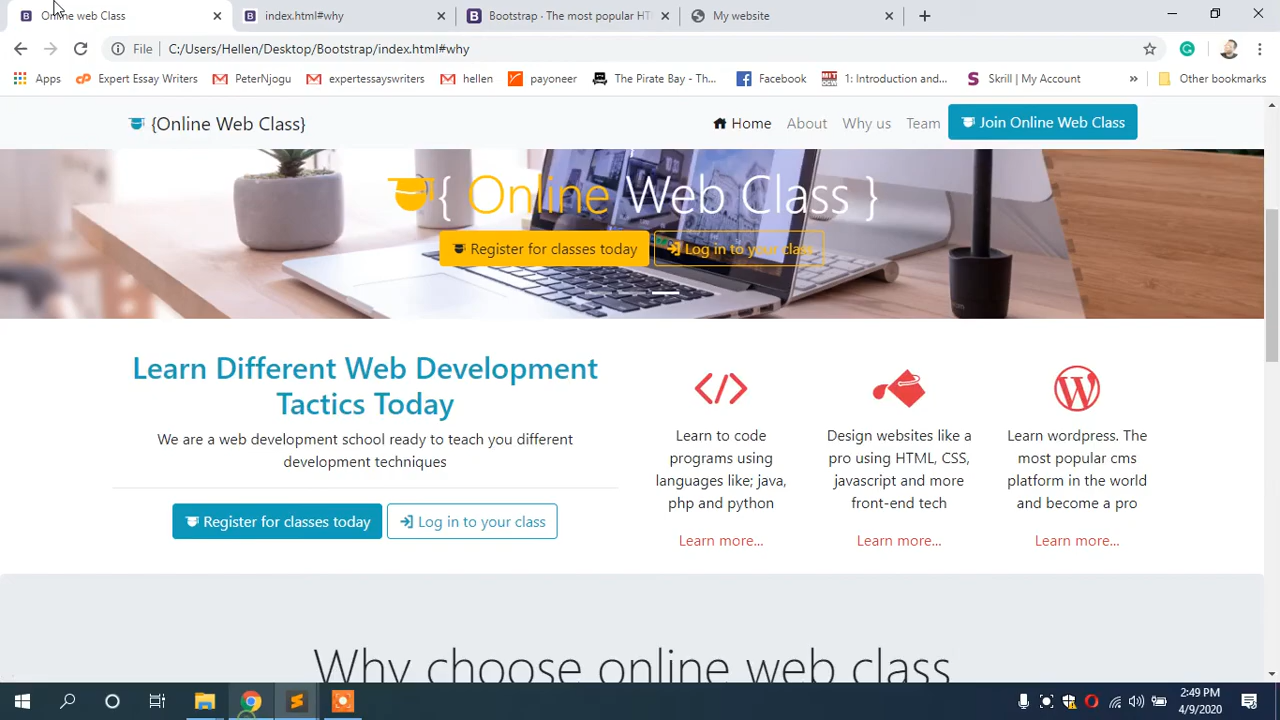 Online web Class
index.html#why
Bootstrap · The most popular HT
My website
File
C:/Users/Hellen/Desktop/Bootstrap/index.html#why
Apps
Expert Essay Writers
PeterNjogu
expertessayswriters
hellen
payoneer
The Pirate Bay - Th...
Facebook
1: Introduction and...
Skrill | My Account
»
Other bookmarks
{Online Web Class}
Home
About
Why us
Team
Join Online Web Class
{ Online Web Class }
Register for classes today
Log in to your class
Learn Different Web Development
Tactics Today
We are a web development school ready to teach you different
development techniques
Register for classes today
Log in to your class
Learn to code
programs using
languages like; java,
php and python
Learn more...
Design websites like a
pro using HTML, CSS,
javascript and more
front-end tech
Learn more...
Learn wordpress. The
most popular cms
platform in the world
and become a pro
Learn more...
Why choose online web class
2:49 PM
4/9/2020